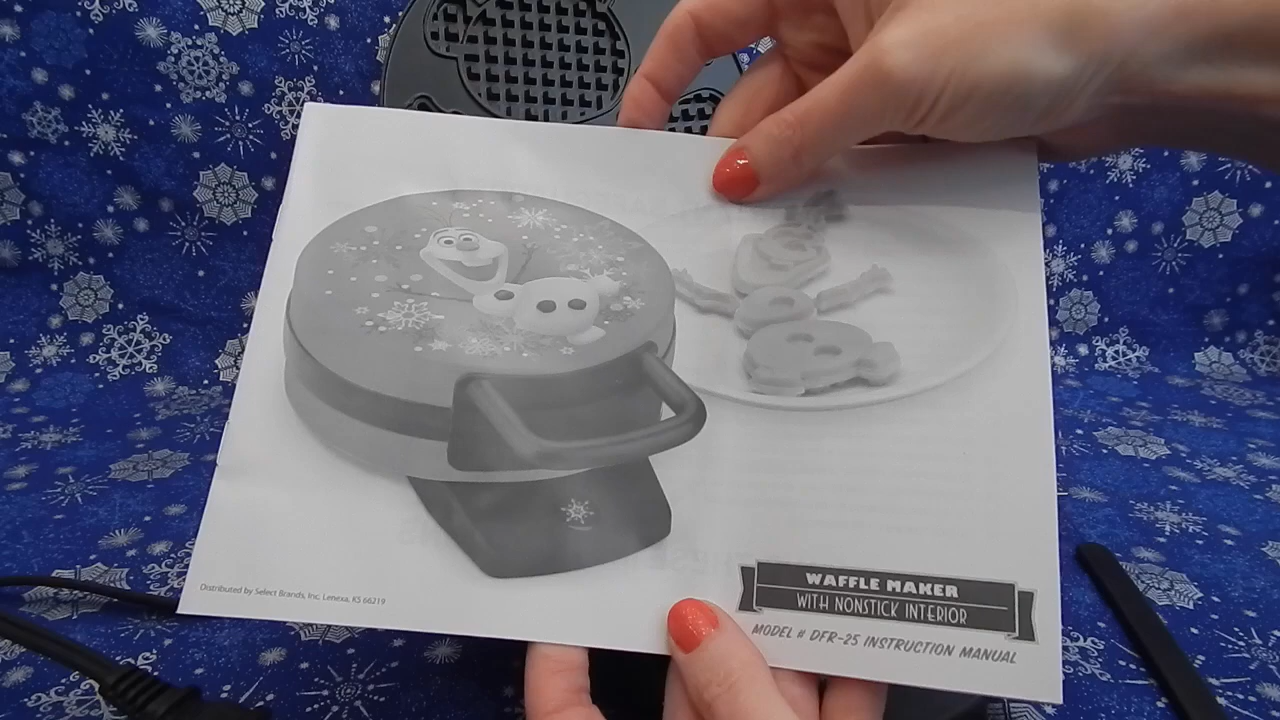 Distributed by Select Brands, Inc, Lenexa, KS 66219
WAFFLE MAKER
WITH NONSTICK INTERIOR
MODEL # DFR-25 INSTRUCTION MANUAL